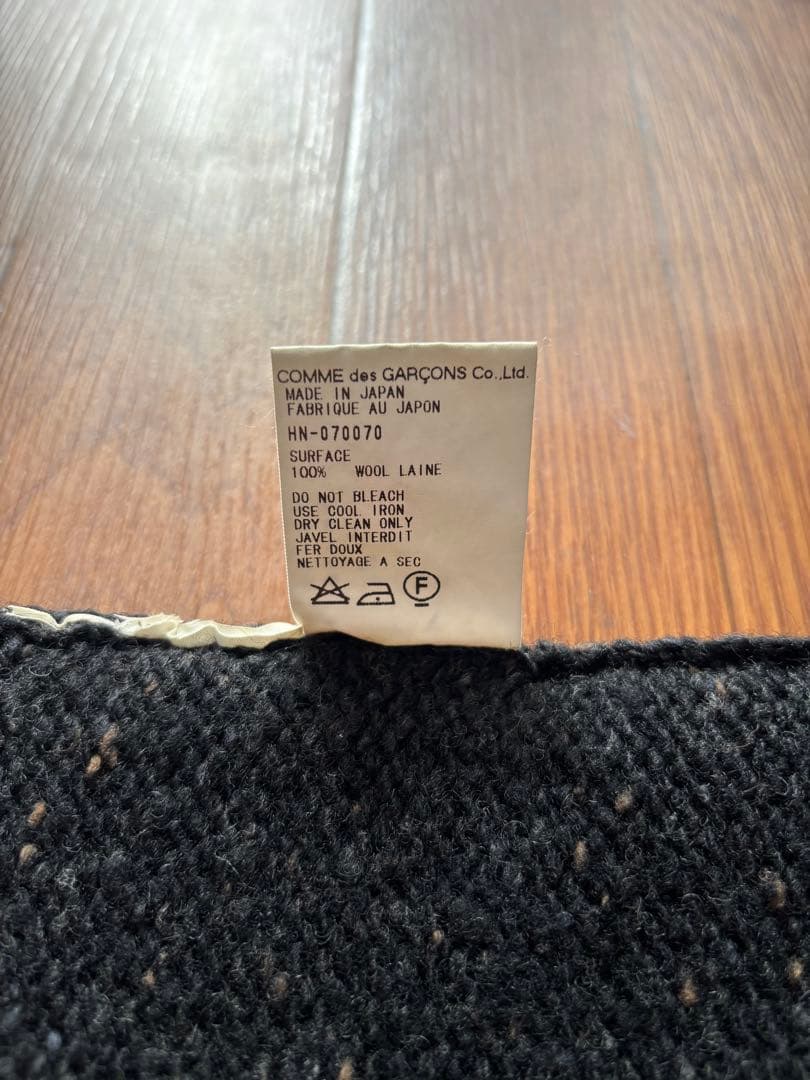 COMME des GARÇONS Co.,Ltd.
MADE IN JAPAN
FABRIQUE AU JAPON
HN-070070
SURFACE
100% WOOL LAINE
DO NOT BLEACH
USE COOL IRON
DRY CLEAN ONLY
JAVEL INTERDIT
FER DOUX
NETTOYAGE A SEC
F